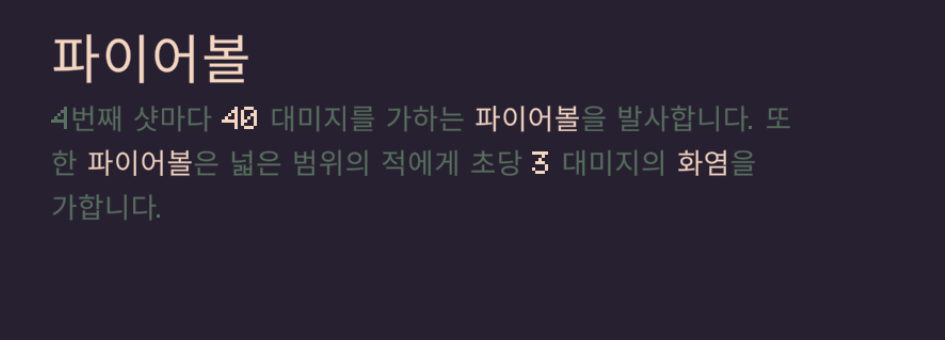 파이어볼
4번째 샷마다 40 대미지를 가하는 파이어볼을 발사합니다. 또
한 파이어볼은 넓은 범위의 적에게 초당 3 대미지의 화염을
가합니다.